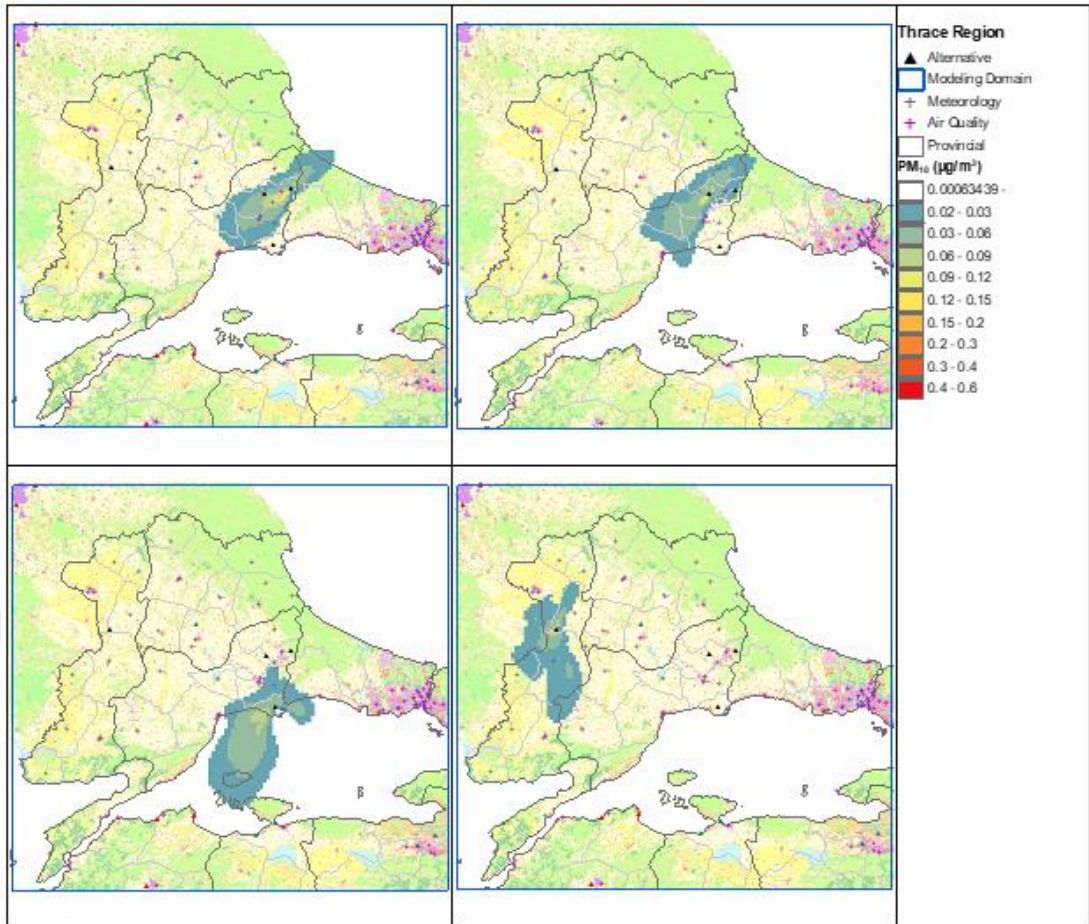 Thrace Region
Alternative
Modeling Domain
Meteorology
Air Quality
Provincial
PM₁₀ (µg/m³)
0.00063439 -
0.02 - 0.03
0.03 - 0.06
0.06 - 0.09
0.09 - 0.12
0.12 - 0.15
0.15 - 0.2
0.2 - 0.3
0.3 - 0.4
0.4 - 0.6